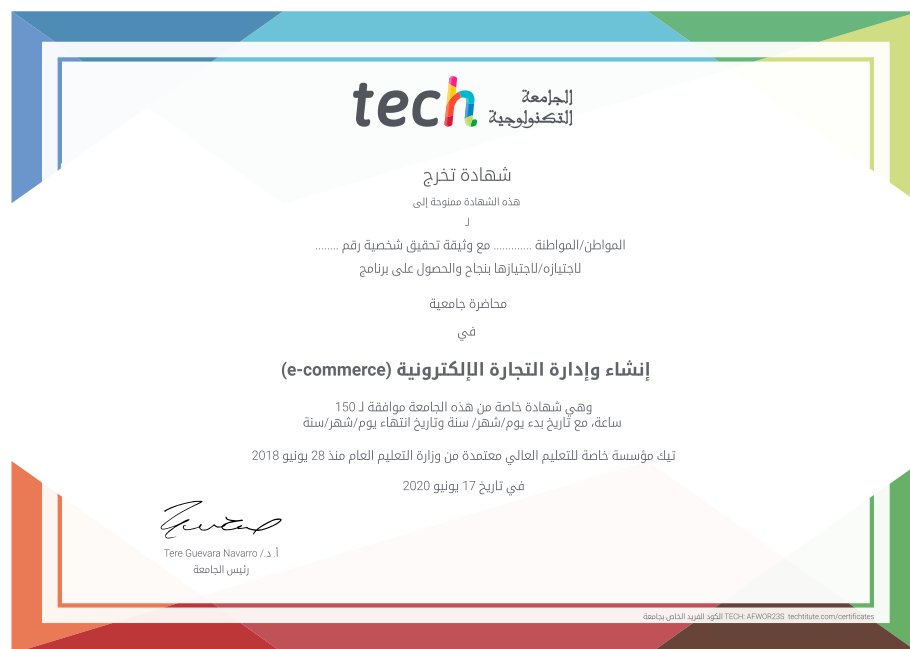 tech الجامعة
التكنولوجية
شهادة تخرج
هذه الشهادة ممنوحة إلى
لـ
المواطن/المواطنة ............. مع وثيقة تحقيق شخصية رقم ........
لاجتيازه/لاجتيازها بنجاح والحصول على برنامج
محاضرة جامعية
في
إنشاء وإدارة التجارة الإلكترونية (e-commerce)
وهي شهادة خاصة من هذه الجامعة موافقة لـ 150
ساعة، مع تاريخ بدء يوم/شهر/ سنة وتاريخ انتهاء يوم/شهر/سنة
تيك مؤسسة خاصة للتعليم العالي معتمدة من وزارة التعليم العام منذ 28 يونيو 2018
في تاريخ 17 يونيو 2020
أ. د./ Tere Guevara Navarro
رئيس الجامعة
الكود الفريد الخاص بجامعة TECH: AFWOR23S techtitute.com/certificates